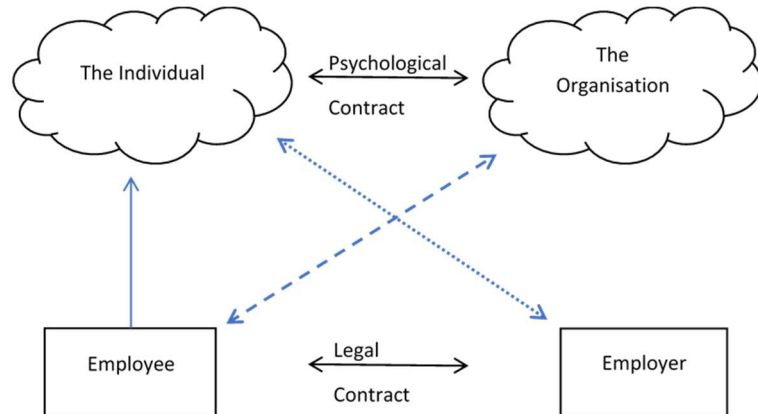 The Individual
Psychological
Contract
The
Organisation
Employee
Legal
Contract
Employer